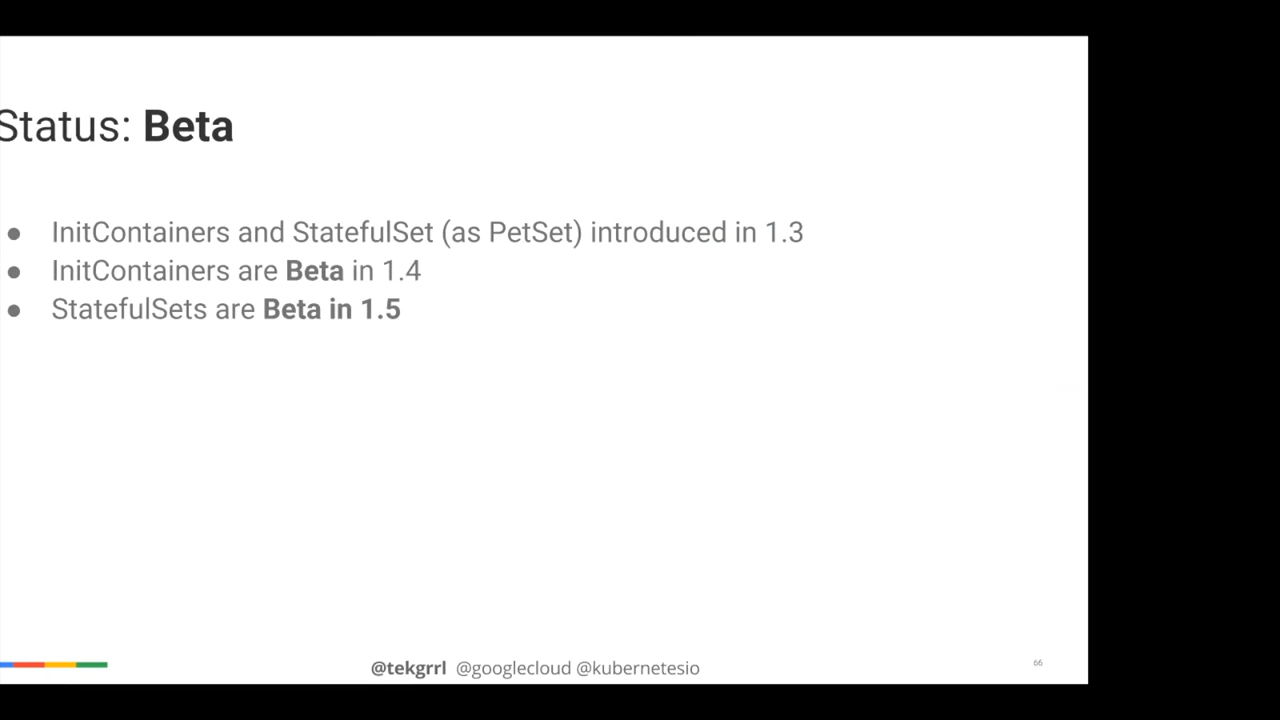 Status: Beta
● InitContainers and StatefulSet (as PetSet) introduced in 1.3
● InitContainers are Beta in 1.4
● StatefulSets are Beta in 1.5
@tekgrrl @googlecloud @kubernetesio
66